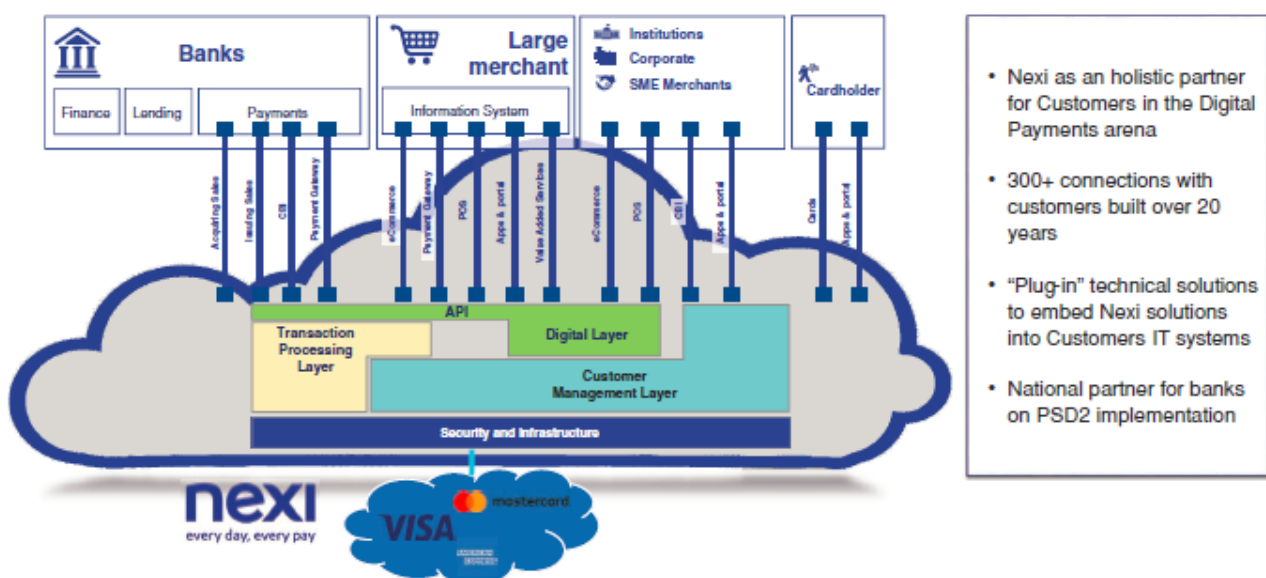 Banks
Finance
Lending
Payments
Large
merchant
Information System
Institutions
Corporate
SME Merchants
Cardholder
Acquiring Sales
Issuing Sales
CBI
Payment Gateway
eCommerce
Payment Gateway
POS
Apps & portal
Value Added Services
eCommerce
POS
CBI
Apps & portal
Cards
Apps & portal
API
Transaction
Processing
Layer
Digital Layer
Customer
Management Layer
Security and Infrastructure
nexi
every day, every pay
mastercard.
VISA
AMERICAN
EXPRESS
• Nexi as an holistic partner
for Customers in the Digital
Payments arena
• 300+ connections with
customers built over 20
years
• “Plug-in” technical solutions
to embed Nexi solutions
into Customers IT systems
• National partner for banks
on PSD2 implementation